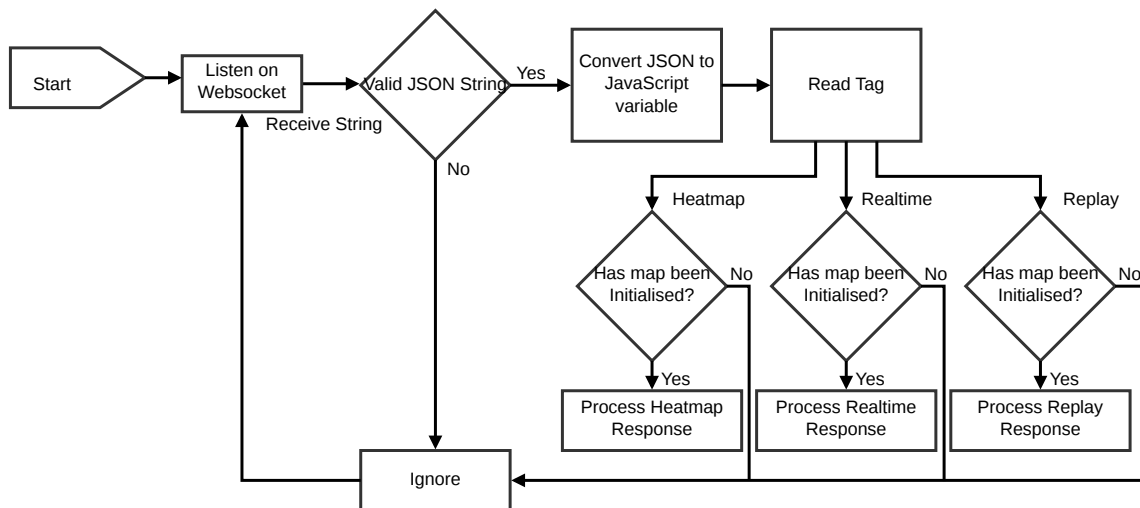 Start
Listen on
Websocket
Receive String
Valid JSON String
Yes
No
Convert JSON to
JavaScript
variable
Read Tag
Heatmap
Realtime
Replay
Has map been
Initialised?
No
Has map been
Initialised?
No
Has map been
Initialised?
No
Yes
Yes
Yes
Process Heatmap
Response
Process Realtime
Response
Process Replay
Response
Ignore